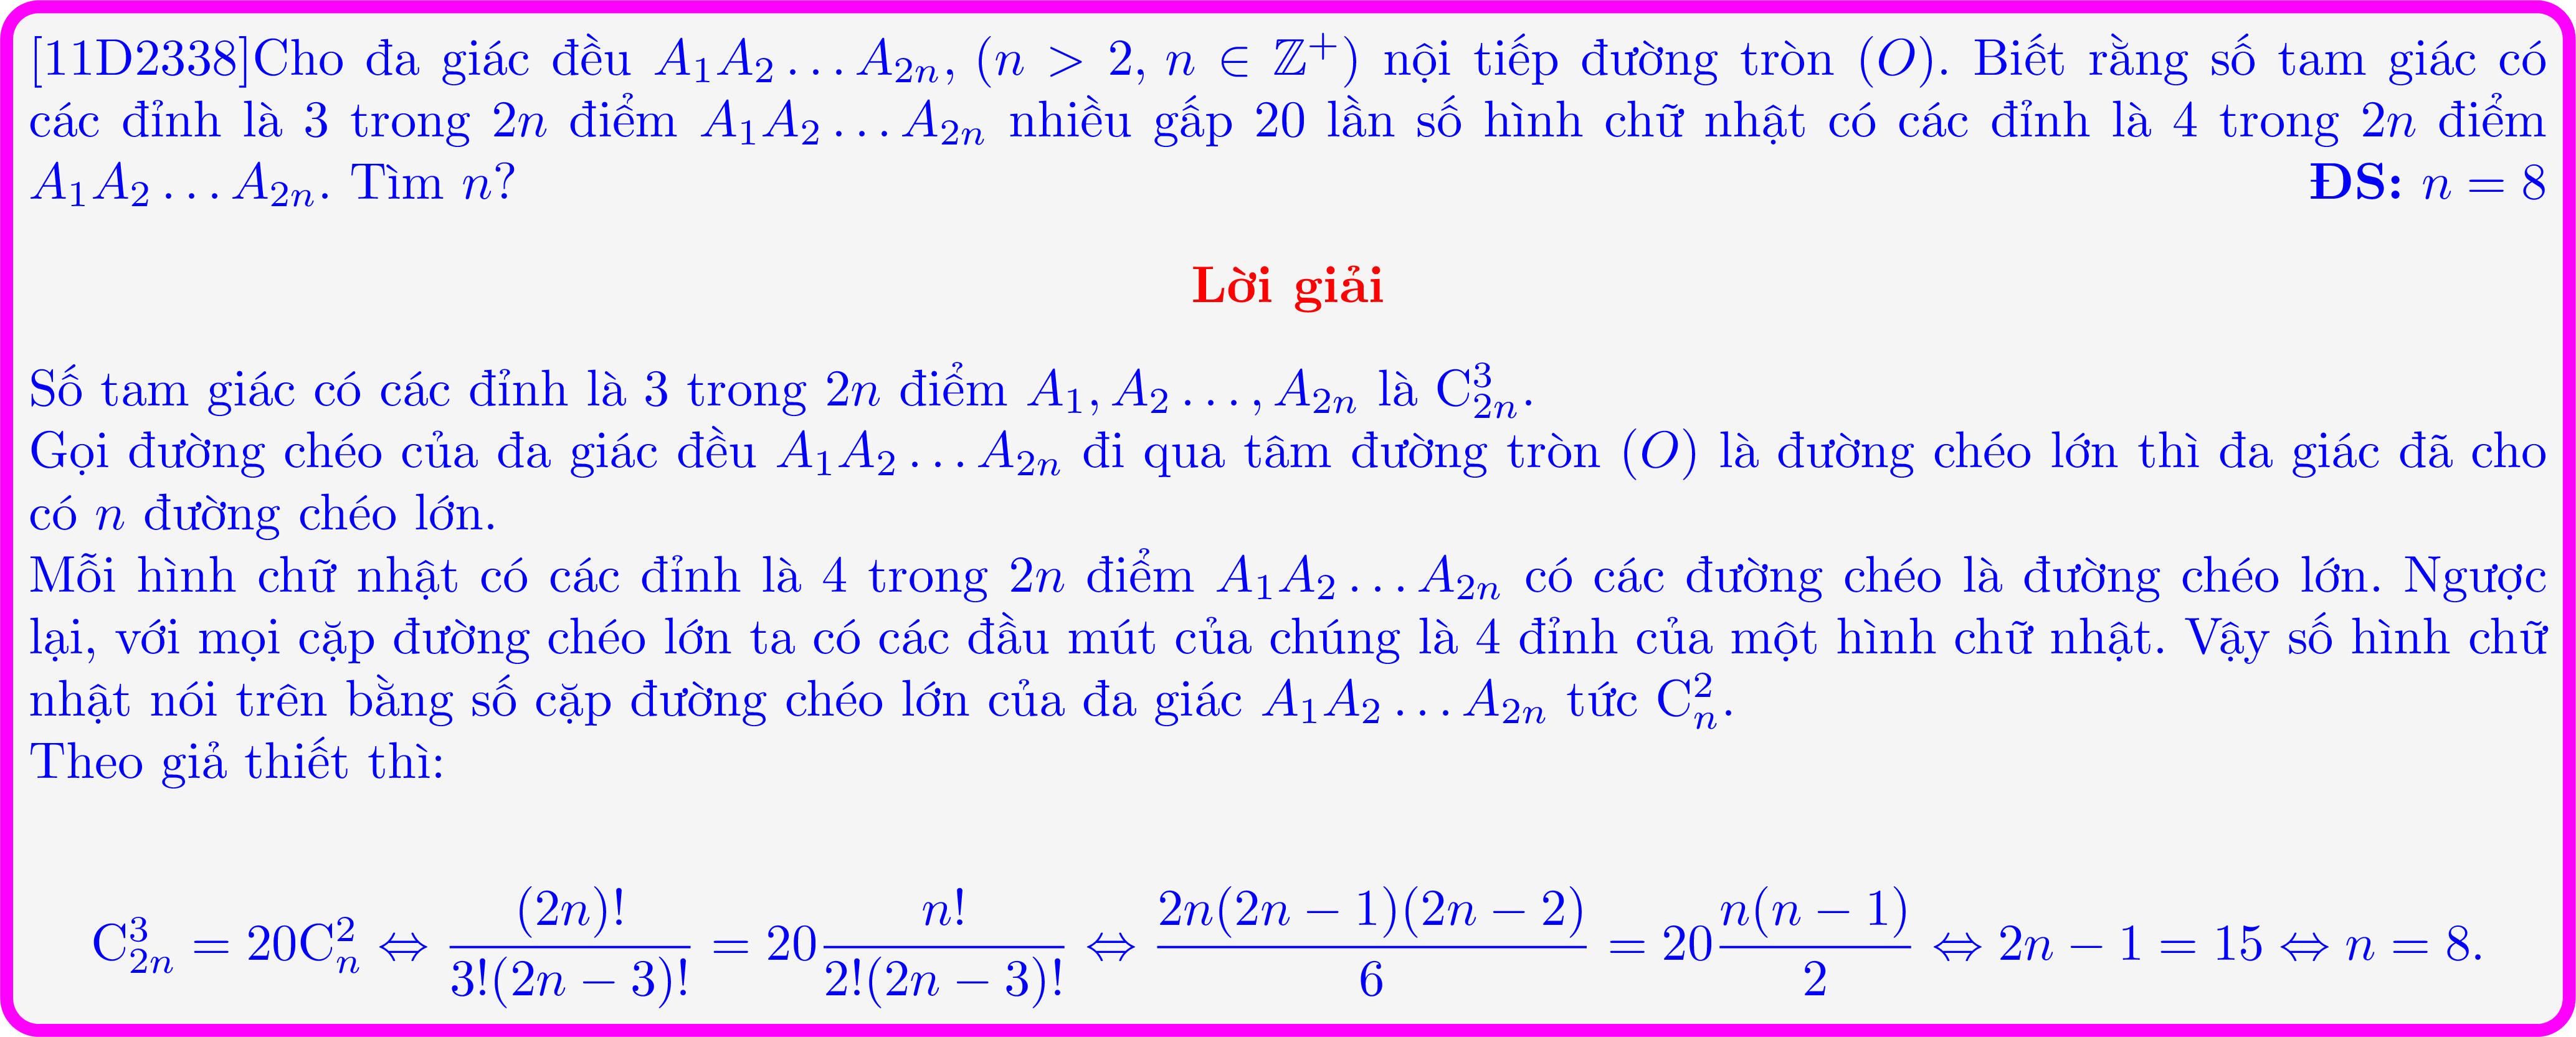 [11D2338]Cho đa giác đều $A_1A_2 \ldots A_{2n}$, $(n > 2, n \in \mathbb{Z}^+)$ nội tiếp đường tròn $(O)$. Biết rằng số tam giác có
các đỉnh là 3 trong $2n$ điểm $A_1A_2 \ldots A_{2n}$ nhiều gấp 20 lần số hình chữ nhật có các đỉnh là 4 trong $2n$ điểm
$A_1A_2 \ldots A_{2n}$. Tìm $n$? ĐS: $n = 8$
Lời giải
Số tam giác có các đỉnh là 3 trong $2n$ điểm $A_1, A_2 \ldots, A_{2n}$ là $\mathrm{C}_{2n}^3$.
Gọi đường chéo của đa giác đều $A_1A_2 \ldots A_{2n}$ đi qua tâm đường tròn $(O)$ là đường chéo lớn thì đa giác đã cho
có $n$ đường chéo lớn.
Mỗi hình chữ nhật có các đỉnh là 4 trong $2n$ điểm $A_1A_2 \ldots A_{2n}$ có các đường chéo là đường chéo lớn. Ngược
lại, với mọi cặp đường chéo lớn ta có các đầu mút của chúng là 4 đỉnh của một hình chữ nhật. Vậy số hình chữ
nhật nói trên bằng số cặp đường chéo lớn của đa giác $A_1A_2 \ldots A_{2n}$ tức $\mathrm{C}_n^2$.
Theo giả thiết thì:
$\mathrm{C}_{2n}^3 = 20\mathrm{C}_n^2 \Leftrightarrow \frac{(2n)!}{3!(2n-3)!} = 20\frac{n!}{2!(2n-3)!} \Leftrightarrow \frac{2n(2n-1)(2n-2)}{6} = 20\frac{n(n-1)}{2} \Leftrightarrow 2n - 1 = 15 \Leftrightarrow n = 8.$